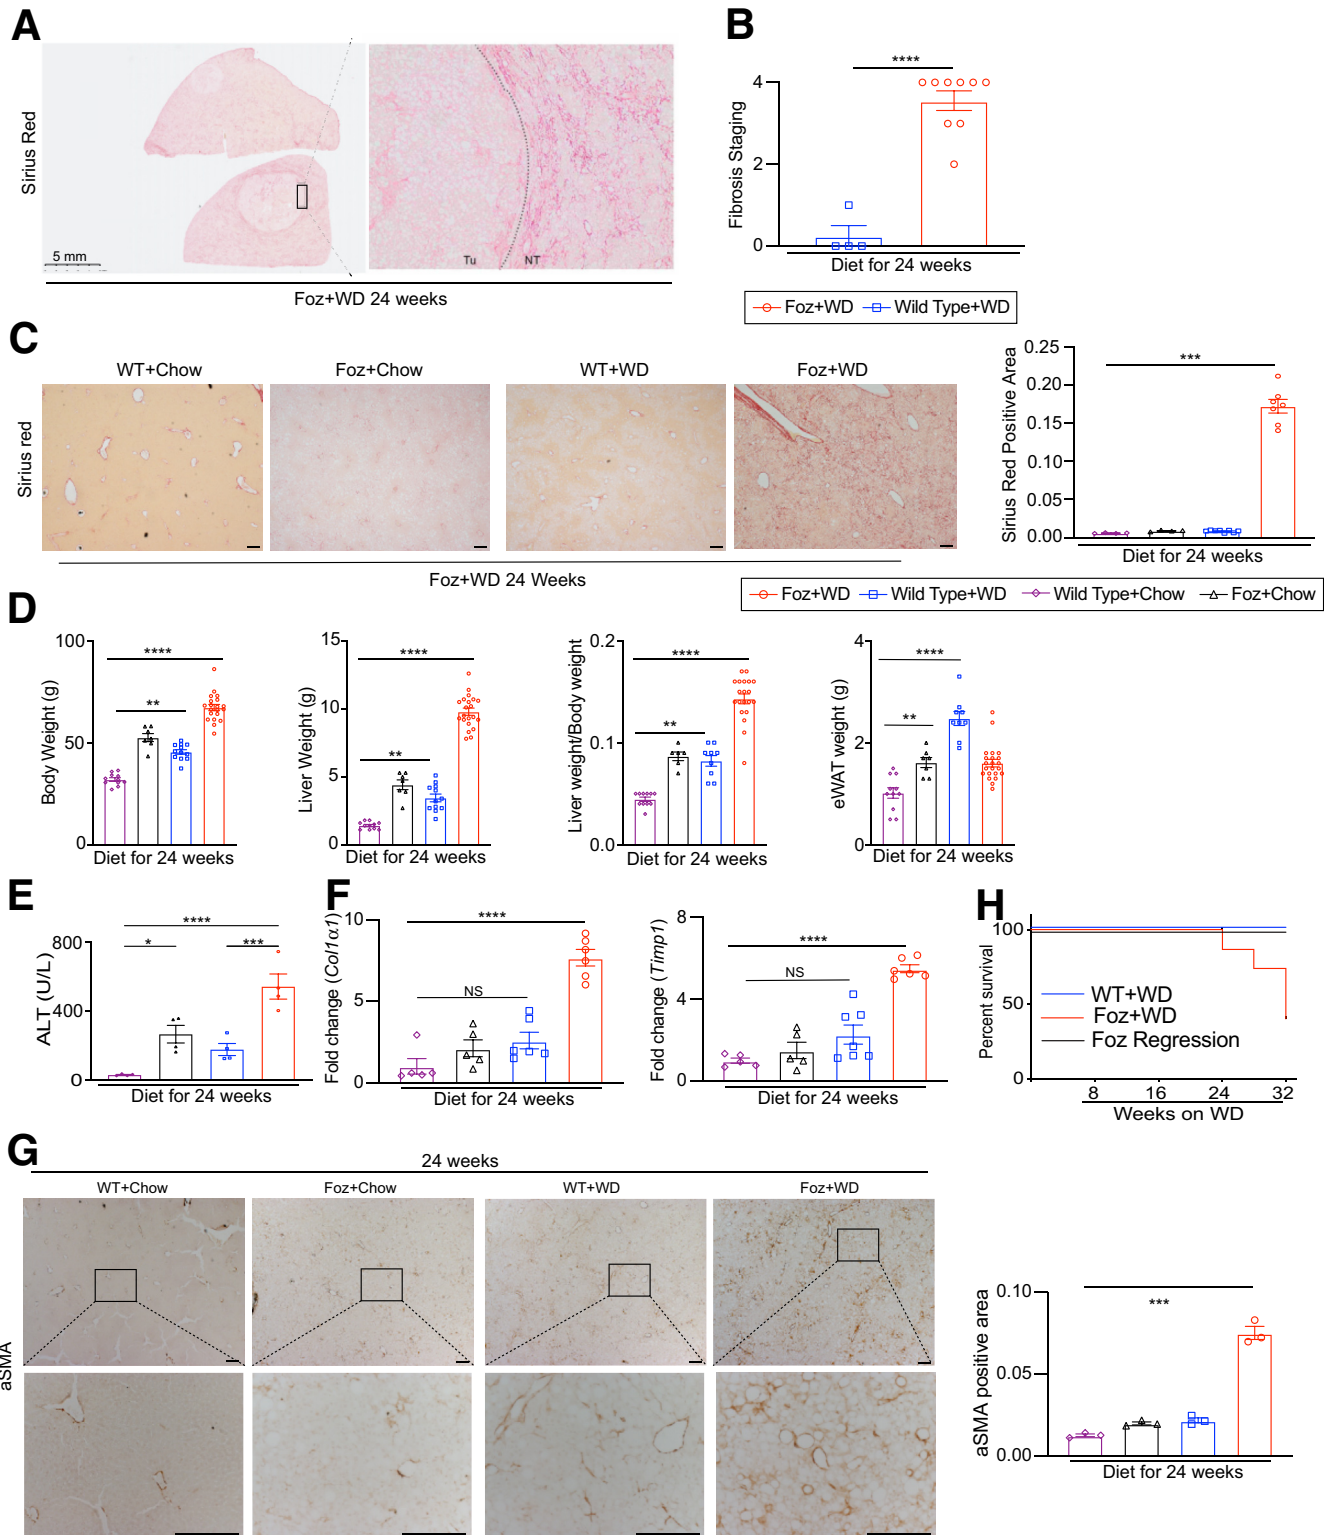 A
Sirius Red
5 mm
Tu
NT
Foz+WD 24 weeks
B
****
Fibrosis Staging
4
2
0
Diet for 24 weeks
Foz+WD
Wild Type+WD
C
WT+Chow
Foz+Chow
WT+WD
Foz+WD
Sirius red
Foz+WD 24 Weeks
Sirius Red Positive Area
0.25
0.20
0.15
0.10
0.05
0.00
***
Diet for 24 weeks
Foz+WD
Wild Type+WD
Wild Type+Chow
Foz+Chow
D
Body Weight (g)
100
50
0
****
**
Diet for 24 weeks
Liver Weight (g)
15
10
5
0
****
**
Diet for 24 weeks
Liver weight/Body weight
0.2
0.1
0.0
****
**
Diet for 24 weeks
eWAT weight (g)
4
2
0
****
**
Diet for 24 weeks
E
ALT (U/L)
800
400
0
****
*
***
Diet for 24 weeks
F
Fold change (Col1α1)
10
5
0
****
NS
Diet for 24 weeks
Fold change (Timp1)
8
4
0
****
NS
Diet for 24 weeks
H
Percent survival
100
50
0
WT+WD
Foz+WD
Foz Regression
8
16
24
32
Weeks on WD
G
24 weeks
WT+Chow
Foz+Chow
WT+WD
Foz+WD
aSMA
aSMA positive area
0.10
0.05
0.00
***
Diet for 24 weeks